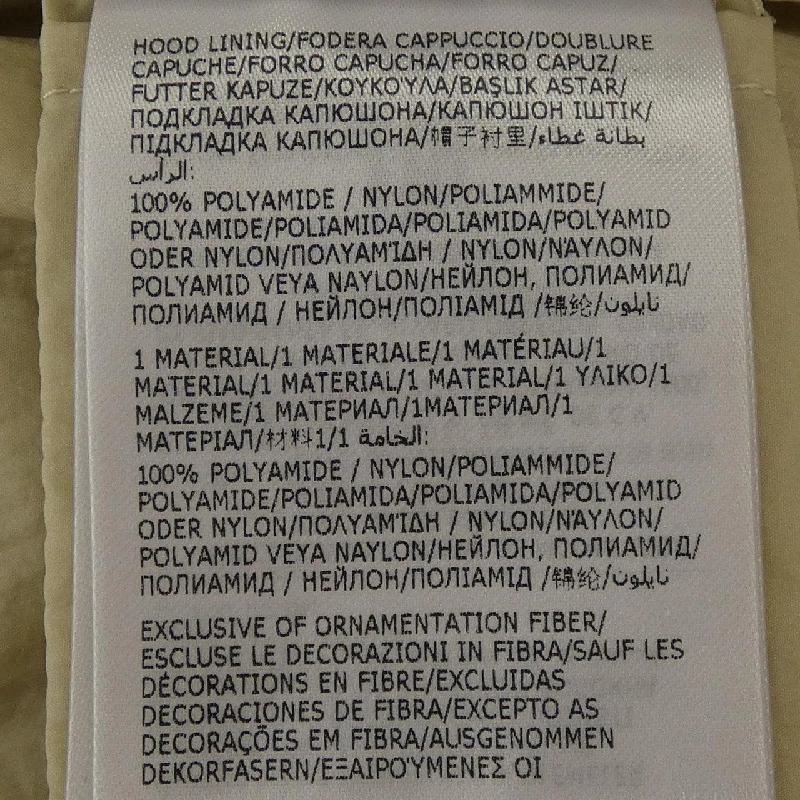 HOOD LINING/FODERA CAPPUCCIO/DOUBLURE
CAPUCHE/FORRO CAPUCHA/FORRO CAPUZ/
FUTTER KAPUZE/ΚΟΥΚΟΎΛΑ/BAŞLIK ASTAR/
ПОДКЛАДКА КАПЮШОНА/КАПЮШОН ІШТІК/
ПІДКЛАДКА КАПЮШОНА/帽子衬里/بطانة غطاء
الرأس:
100% POLYAMIDE / NYLON/POLIAMMIDE/
POLYAMIDE/POLIAMIDA/POLIAMIDA/POLYAMID
ODER NYLON/ΠΟΛΥΑΜΊΔΗ / NYLON/ΝΆΥΛΟΝ/
POLYAMID VEYA NAYLON/НЕЙЛОН, ПОЛИАМИД/
ПОЛИАМИД / НЕЙЛОН/ПОЛІАМІД /锦纶/نايلون
1 MATERIAL/1 MATERIALE/1 MATÉRIAU/1
MATERIAL/1 MATERIAL/1 MATERIAL/1 ΥΛΙΚΟ/1
MALZEME/1 МАТЕРИАЛ/1МАТЕРИАЛ/1
МАТЕРІАЛ/材料1/1 الخامة:
100% POLYAMIDE / NYLON/POLIAMMIDE/
POLYAMIDE/POLIAMIDA/POLIAMIDA/POLYAMID
ODER NYLON/ΠΟΛΥΑΜΊΔΗ / NYLON/ΝΆΥΛΟΝ/
POLYAMID VEYA NAYLON/НЕЙЛОН, ПОЛИАМИД/
ПОЛИАМИД / НЕЙЛОН/ПОЛІАМІД /锦纶/نايلون
EXCLUSIVE OF ORNAMENTATION FIBER/
ESCLUSE LE DECORAZIONI IN FIBRA/SAUF LES
DÉCORATIONS EN FIBRE/EXCLUIDAS
DECORACIONES DE FIBRA/EXCEPTO AS
DECORAÇÕES EM FIBRA/AUSGENOMMEN
DEKORFASERN/ΕΞΑΙΡΟΎΜΕΝΕΣ ΟΙ